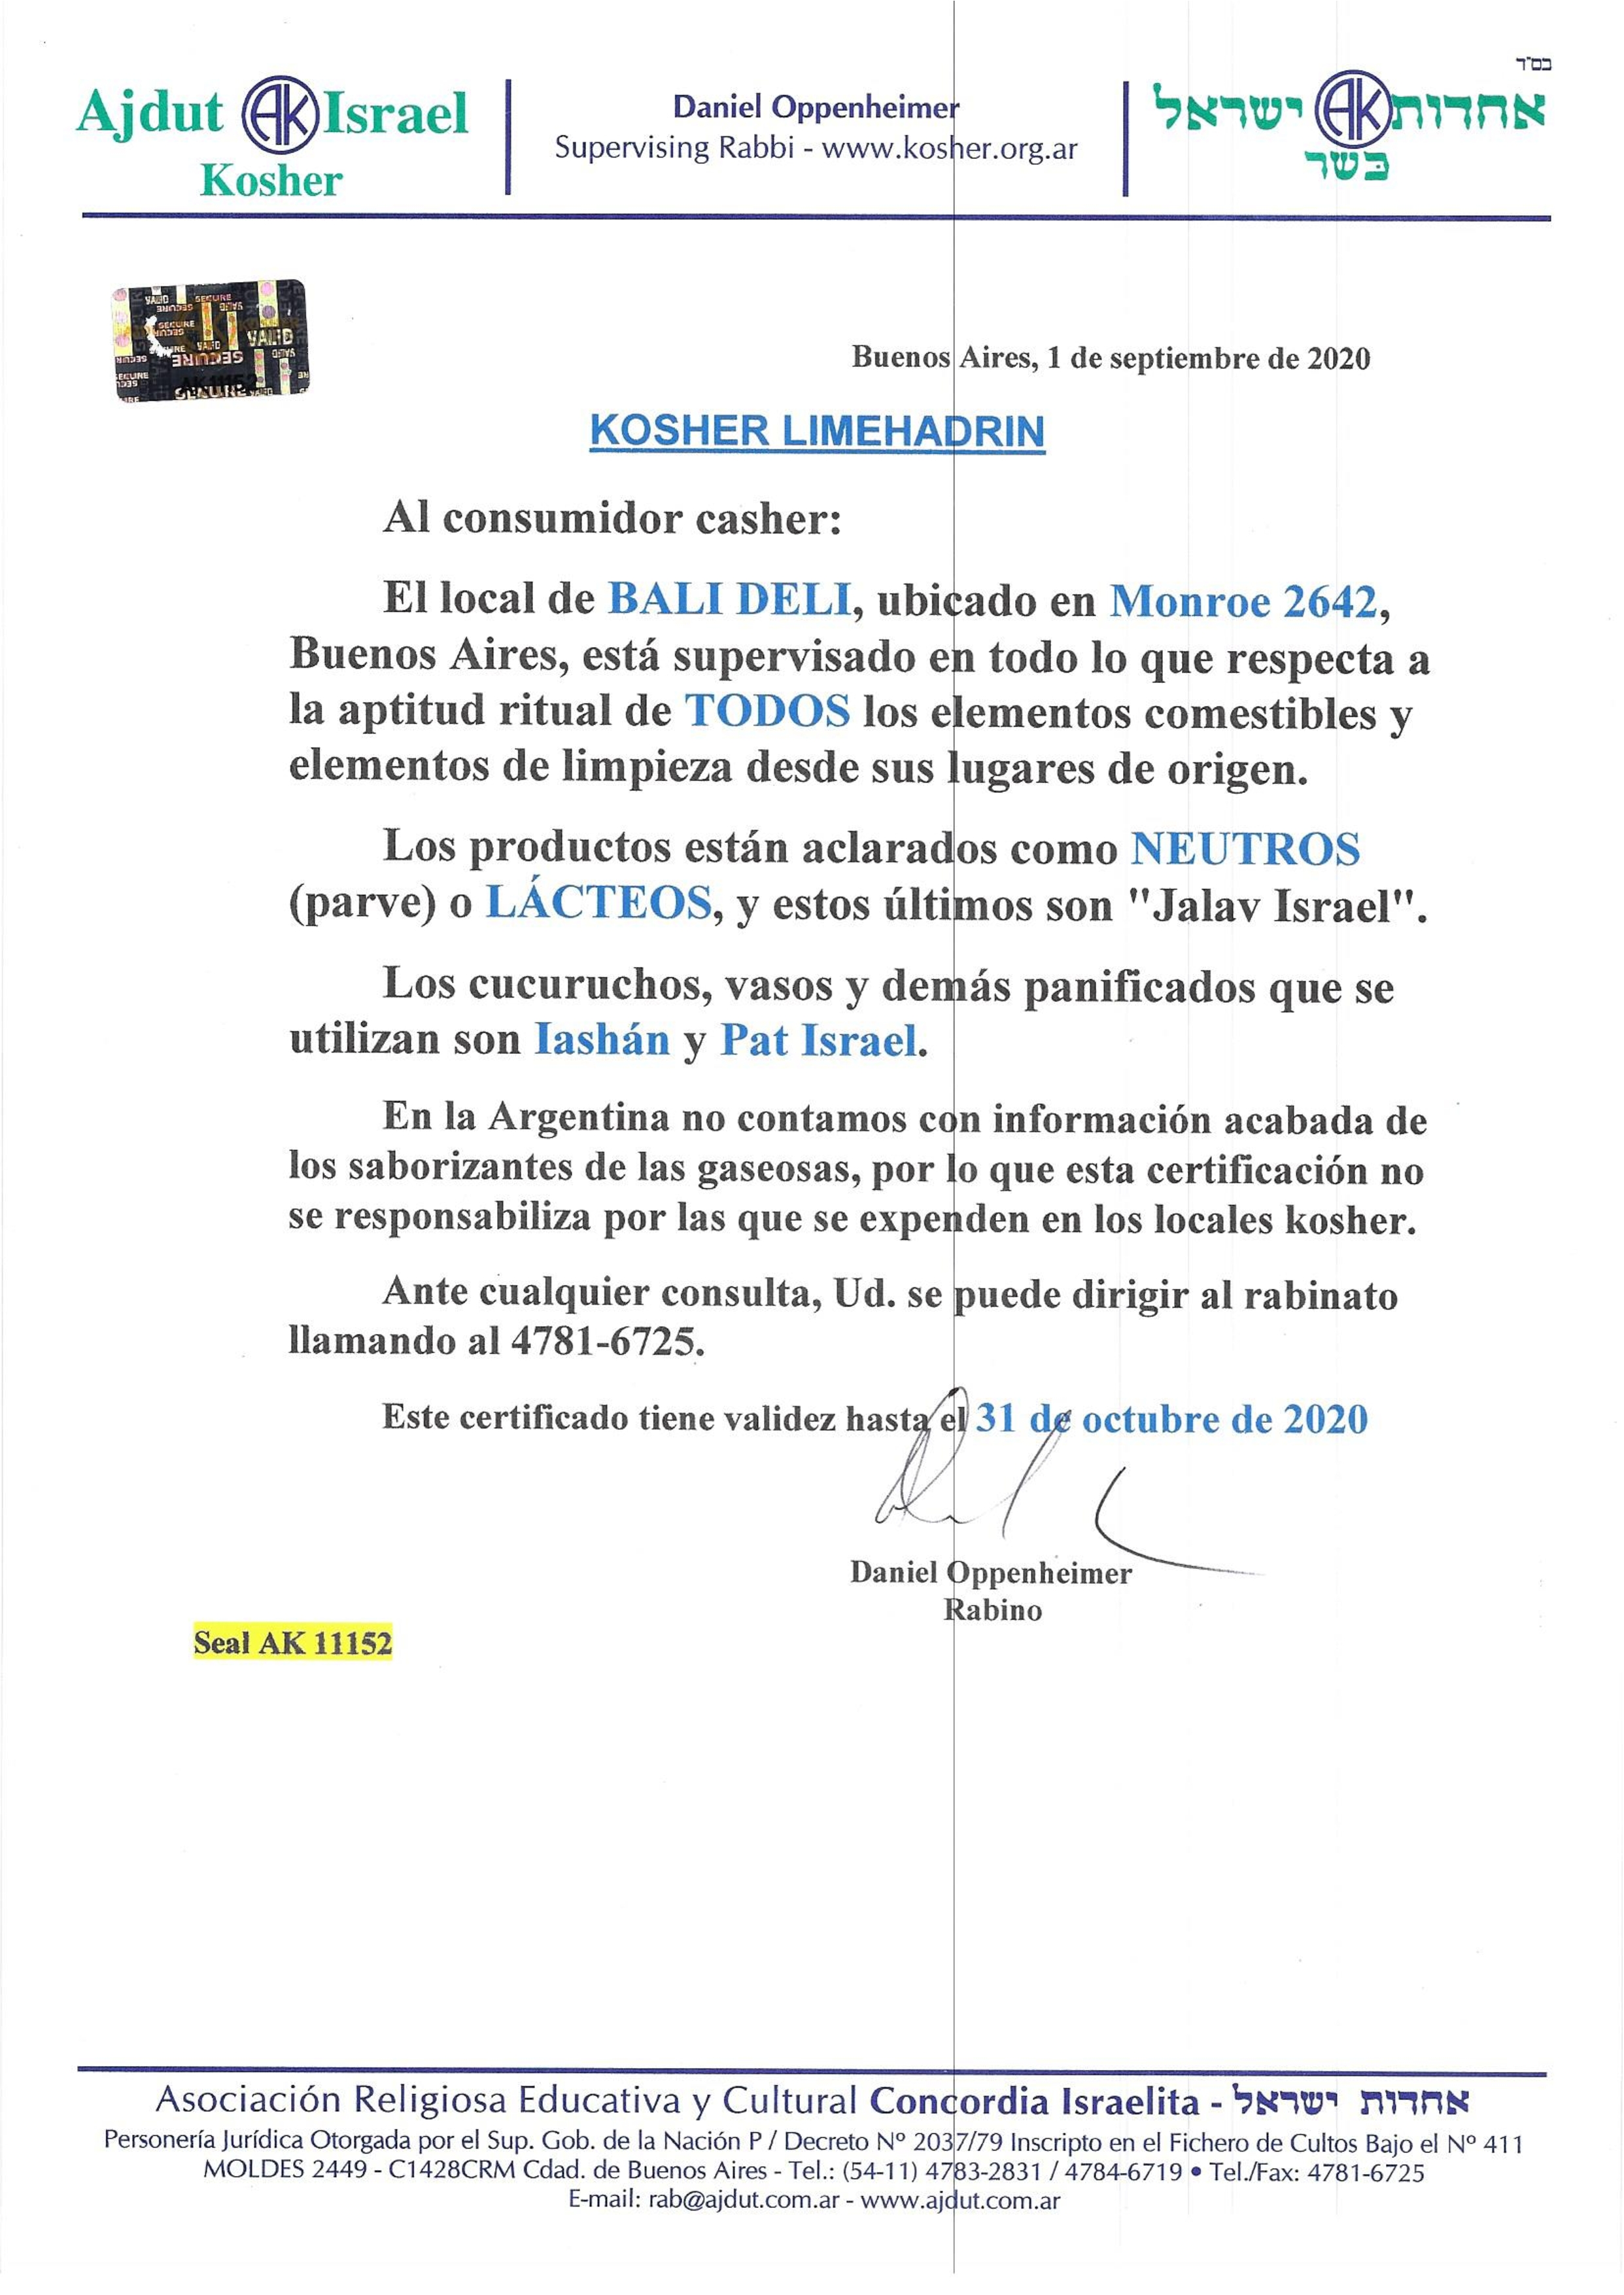 בס"ד
Ajdut AK Israel
Kosher
Daniel Oppenheimer
Supervising Rabbi - www.kosher.org.ar
אחדות AK ישראל
כשר
VALID SECURE
AK 11152
Buenos Aires, 1 de septiembre de 2020
KOSHER LIMEHADRIN
Al consumidor casher:
El local de BALI DELI, ubicado en Monroe 2642,
Buenos Aires, está supervisado en todo lo que respecta a
la aptitud ritual de TODOS los elementos comestibles y
elementos de limpieza desde sus lugares de origen.
Los productos están aclarados como NEUTROS
(parve) o LÁCTEOS, y estos últimos son "Jalav Israel".
Los cucuruchos, vasos y demás panificados que se
utilizan son Iashán y Pat Israel.
En la Argentina no contamos con información acabada de
los saborizantes de las gaseosas, por lo que esta certificación no
se responsabiliza por las que se expenden en los locales kosher.
Ante cualquier consulta, Ud. se puede dirigir al rabinato
llamando al 4781-6725.
Este certificado tiene validez hasta el 31 de octubre de 2020
Daniel Oppenheimer
Rabino
Seal AK 11152
Asociación Religiosa Educativa y Cultural Concordia Israelita - אחדות ישראל
Personería Jurídica Otorgada por el Sup. Gob. de la Nación P / Decreto Nº 2037/79 Inscripto en el Fichero de Cultos Bajo el Nº 411
MOLDES 2449 - C1428CRM Cdad. de Buenos Aires - Tel.: (54-11) 4783-2831 / 4784-6719 • Tel./Fax: 4781-6725
E-mail: rab@ajdut.com.ar - www.ajdut.com.ar